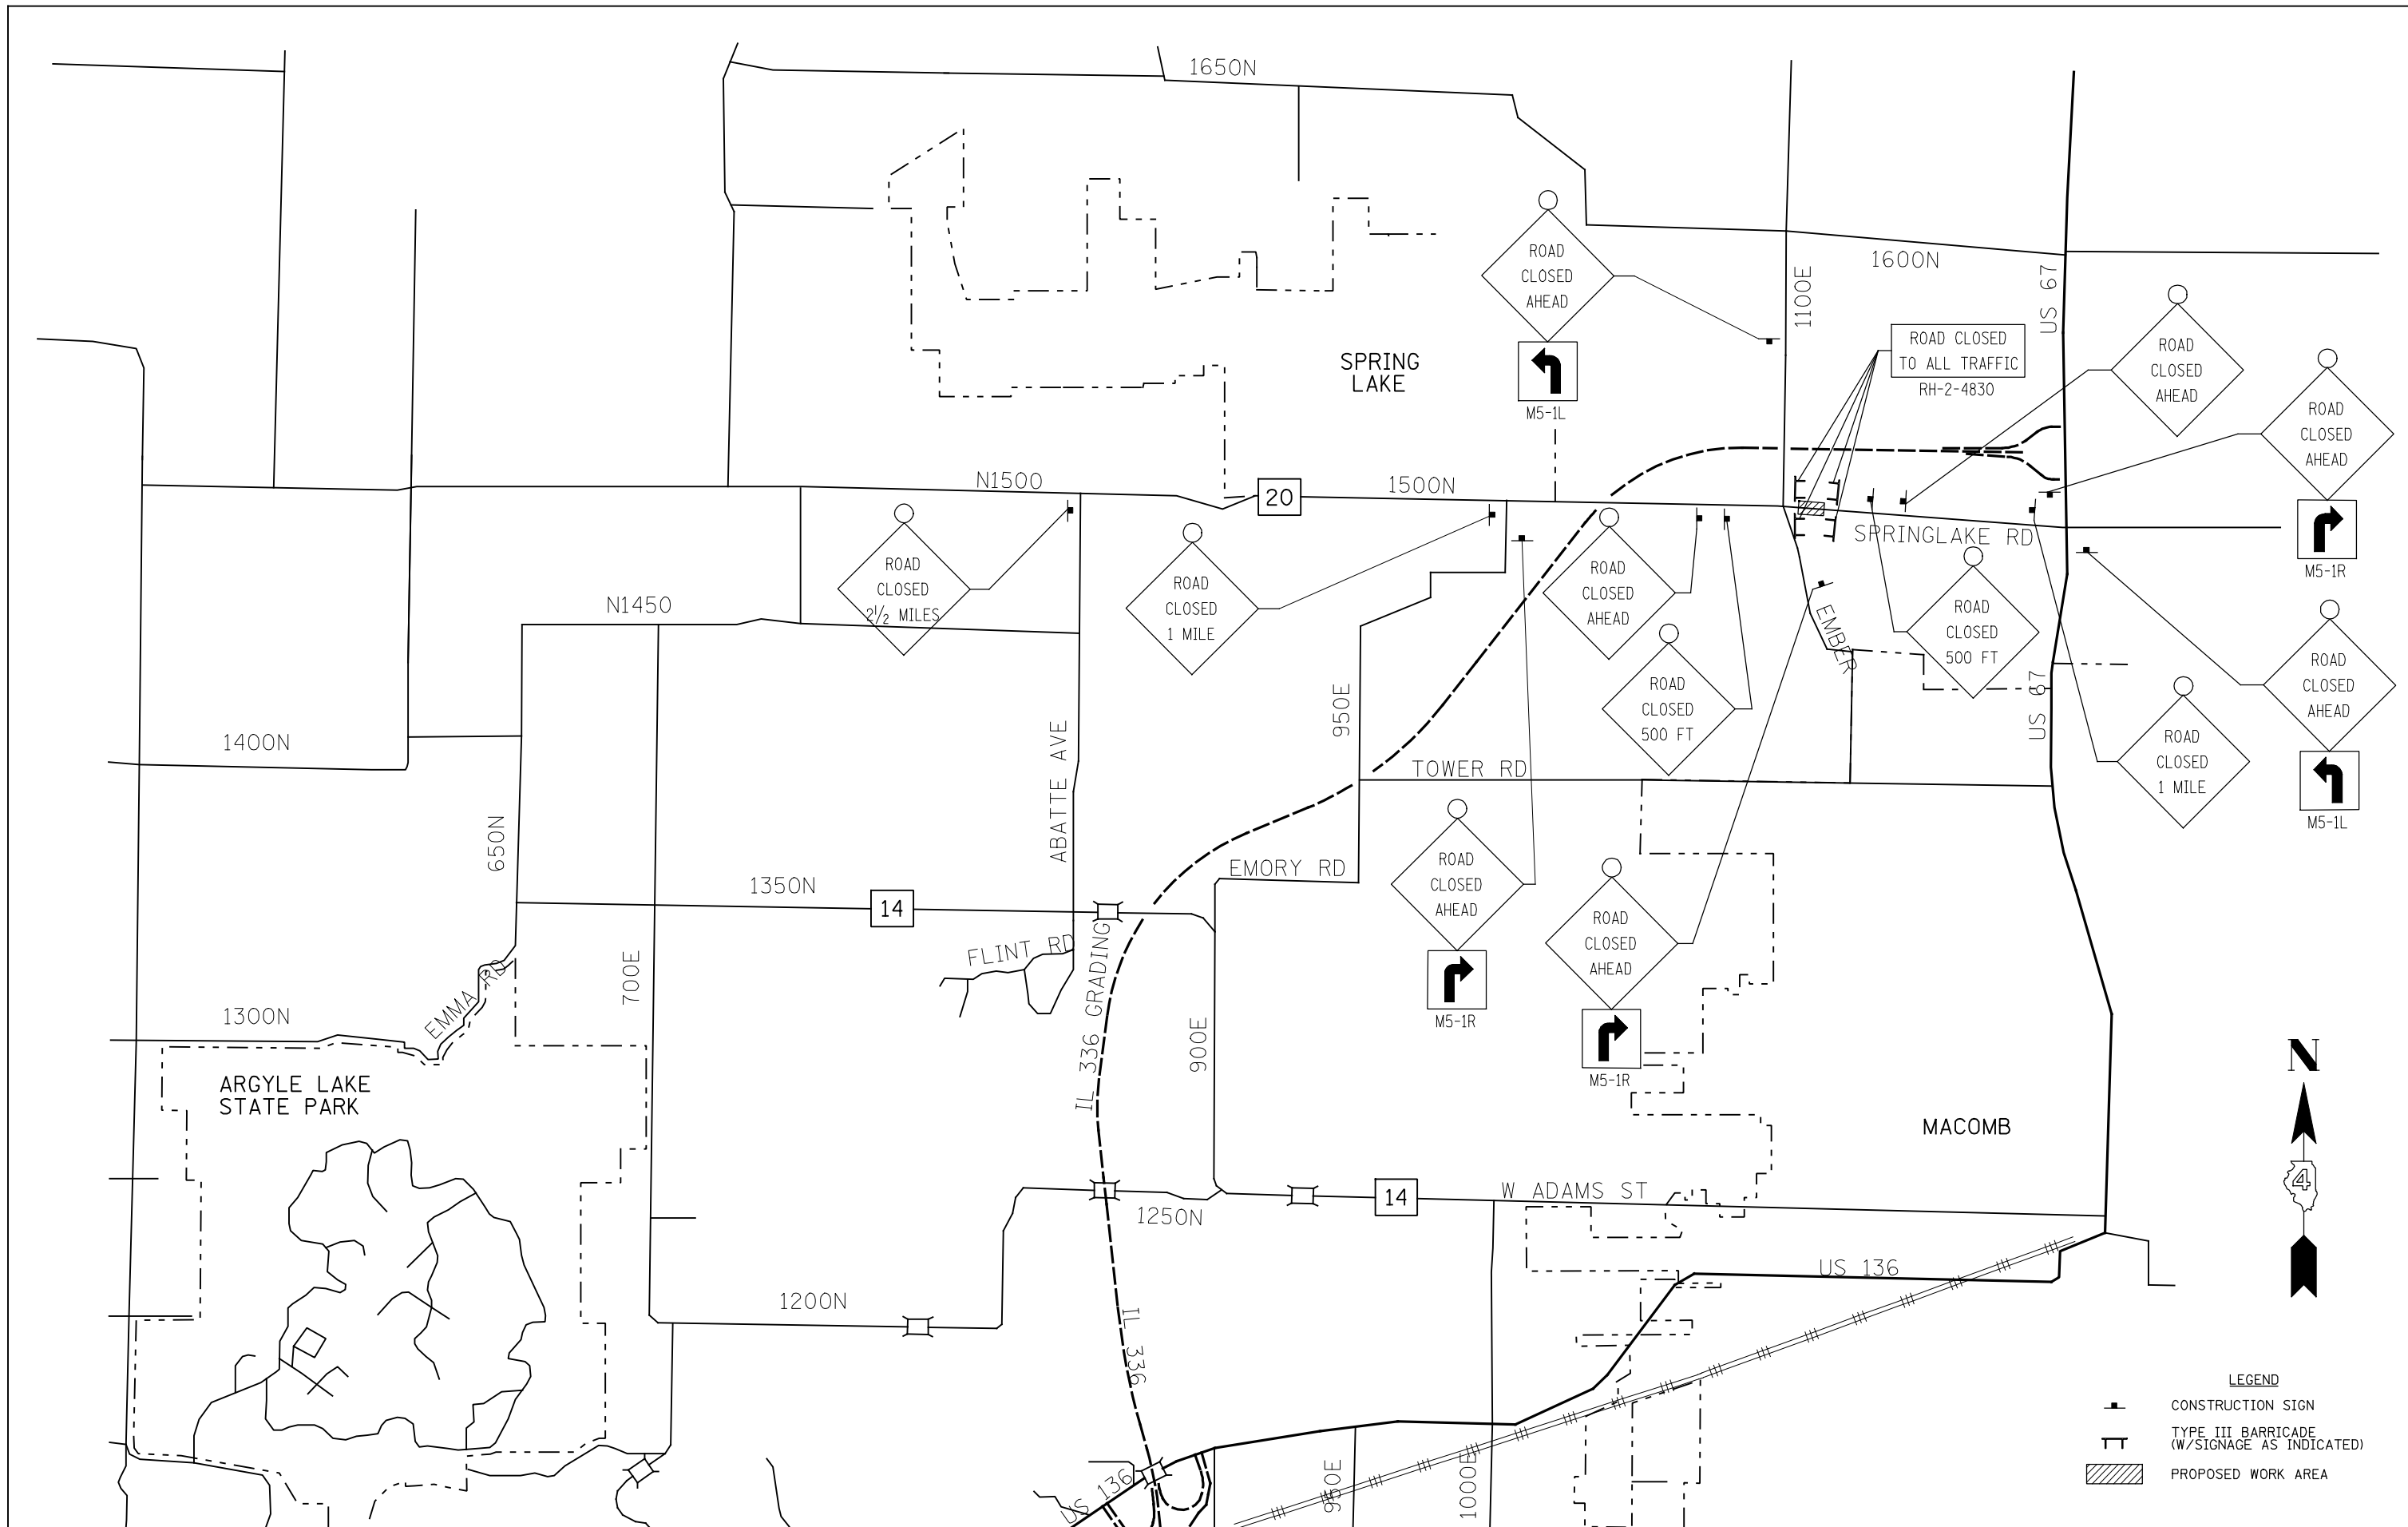 1650N
ROAD
CLOSED
AHEAD
M5-1L
1100E
1600N
US 67
ROAD CLOSED
TO ALL TRAFFIC
RH-2-4830
ROAD
CLOSED
AHEAD
ROAD
CLOSED
AHEAD
M5-1R
SPRING
LAKE
N1500
20
1500N
SPRINGLAKE RD
ROAD
CLOSED
2½ MILES
ROAD
CLOSED
1 MILE
ROAD
CLOSED
AHEAD
ROAD
CLOSED
500 FT
EMBER
ROAD
CLOSED
500 FT
US 67
ROAD
CLOSED
1 MILE
ROAD
CLOSED
AHEAD
M5-1L
N1450
1400N
650N
ABATTE AVE
950E
TOWER RD
EMORY RD
ROAD
CLOSED
AHEAD
M5-1R
ROAD
CLOSED
AHEAD
M5-1R
1350N
14
FLINT RD
EMMA RD
700E
IL 336 GRADING
900E
1300N
ARGYLE LAKE
STATE PARK
MACOMB
N
4
1250N
14
W ADAMS ST
US 136
1200N
IL 336
US 136
950E
1000E
LEGEND
CONSTRUCTION SIGN
TYPE III BARRICADE
(W/SIGNAGE AS INDICATED)
PROPOSED WORK AREA